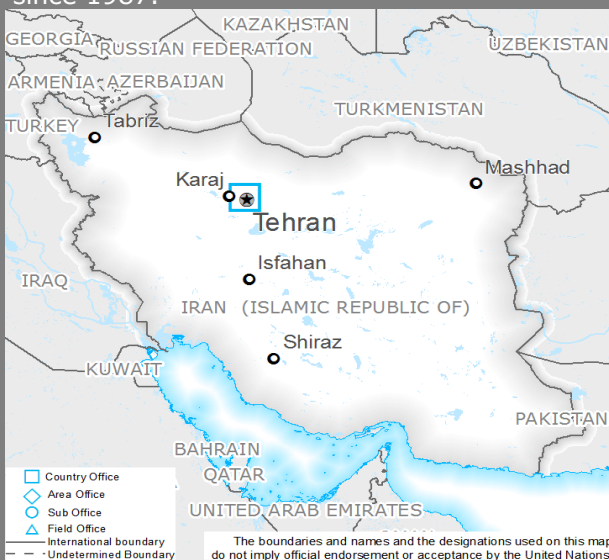 since 1987.
KAZAKHSTAN
GEORGIA
RUSSIAN FEDERATION
UZBEKISTAN
ARMENIA AZERBAIJAN
TURKMENISTAN
TURKEY
Tabriz
Mashhad
Karaj
Tehran
Isfahan
IRAQ
IRAN (ISLAMIC REPUBLIC OF)
Shiraz
KUWAIT
PAKISTAN
BAHRAIN
QATAR
UNITED ARAB EMIRATES
Country Office
Area Office
Sub Office
Field Office
International boundary
Undetermined Boundary
The boundaries and names and the designations used on this map
do not imply official endorsement or acceptance by the United Nations